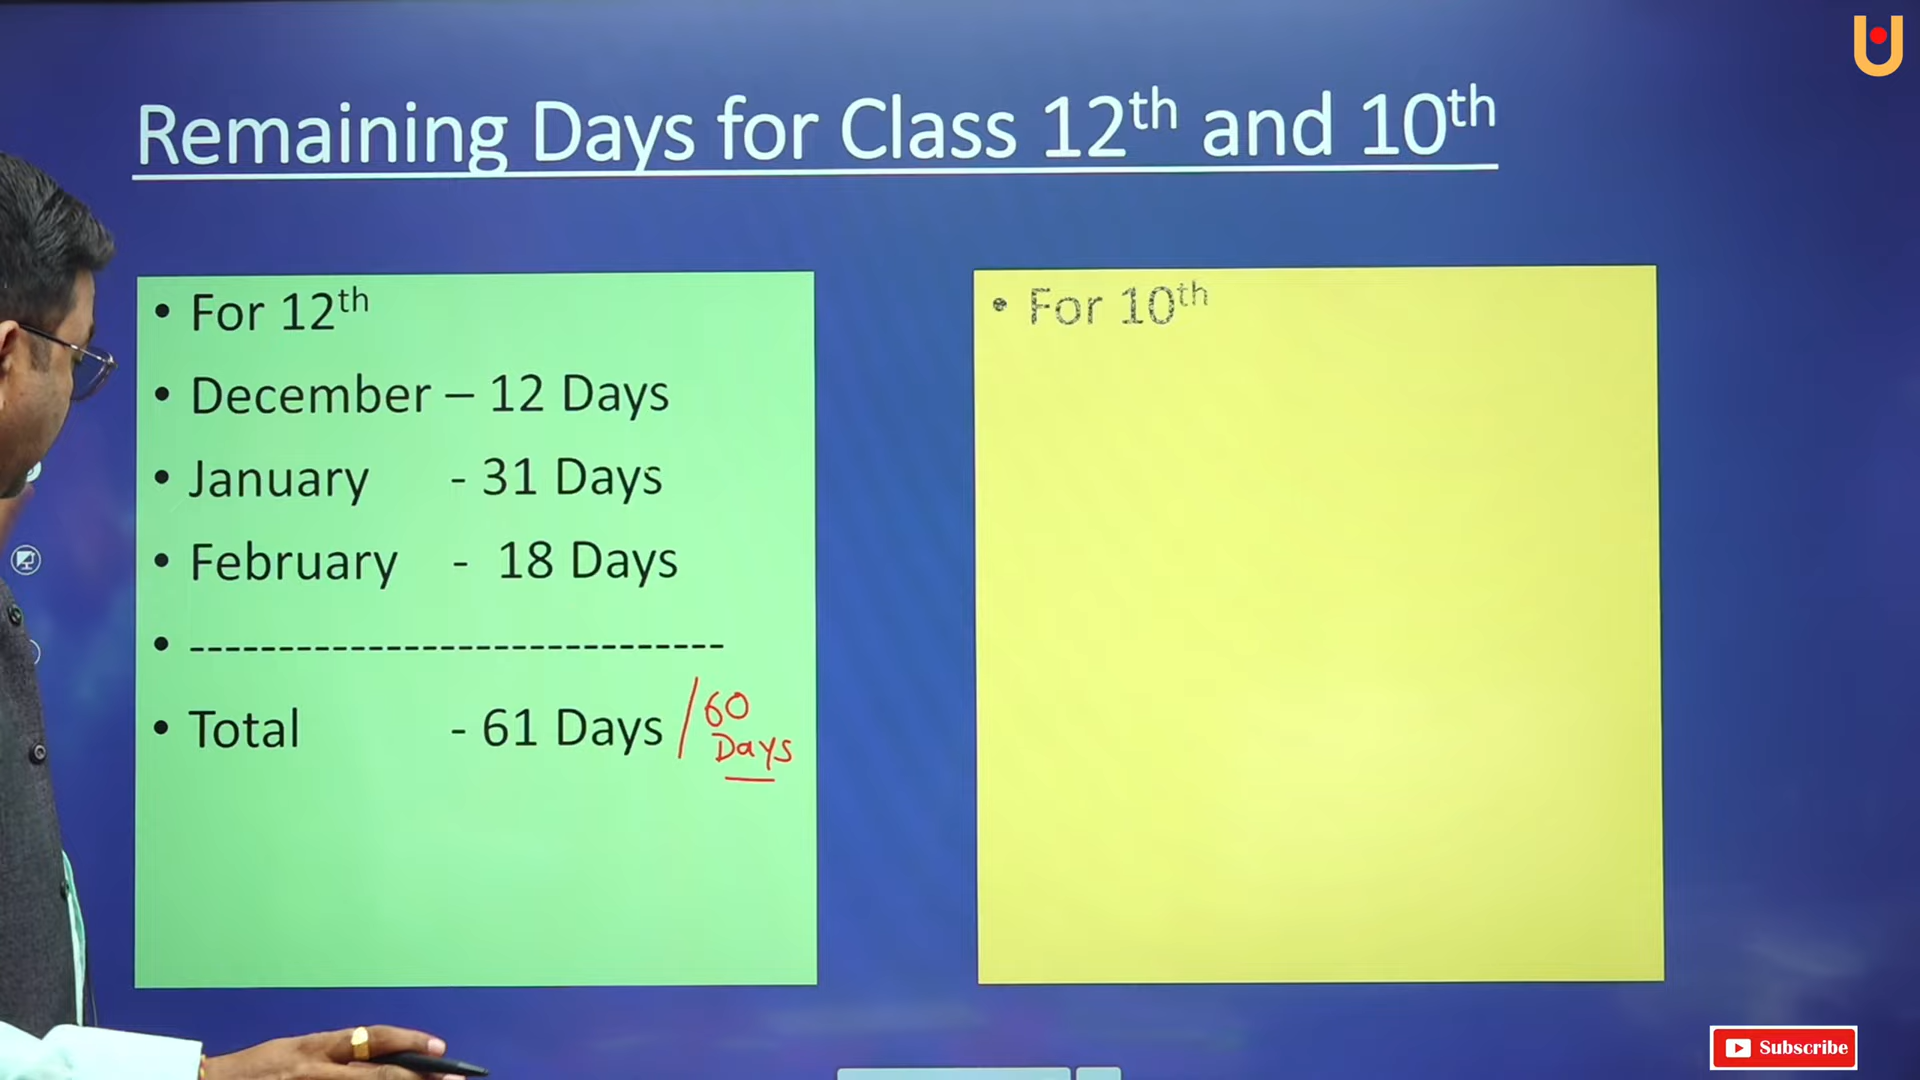 Remaining Days for Class 12th and 10th
• For 12th
• December – 12 Days
• January - 31 Days
• February - 18 Days
• ----------------------------
• Total - 61 Days / 60 Days
• For 10th
Subscribe